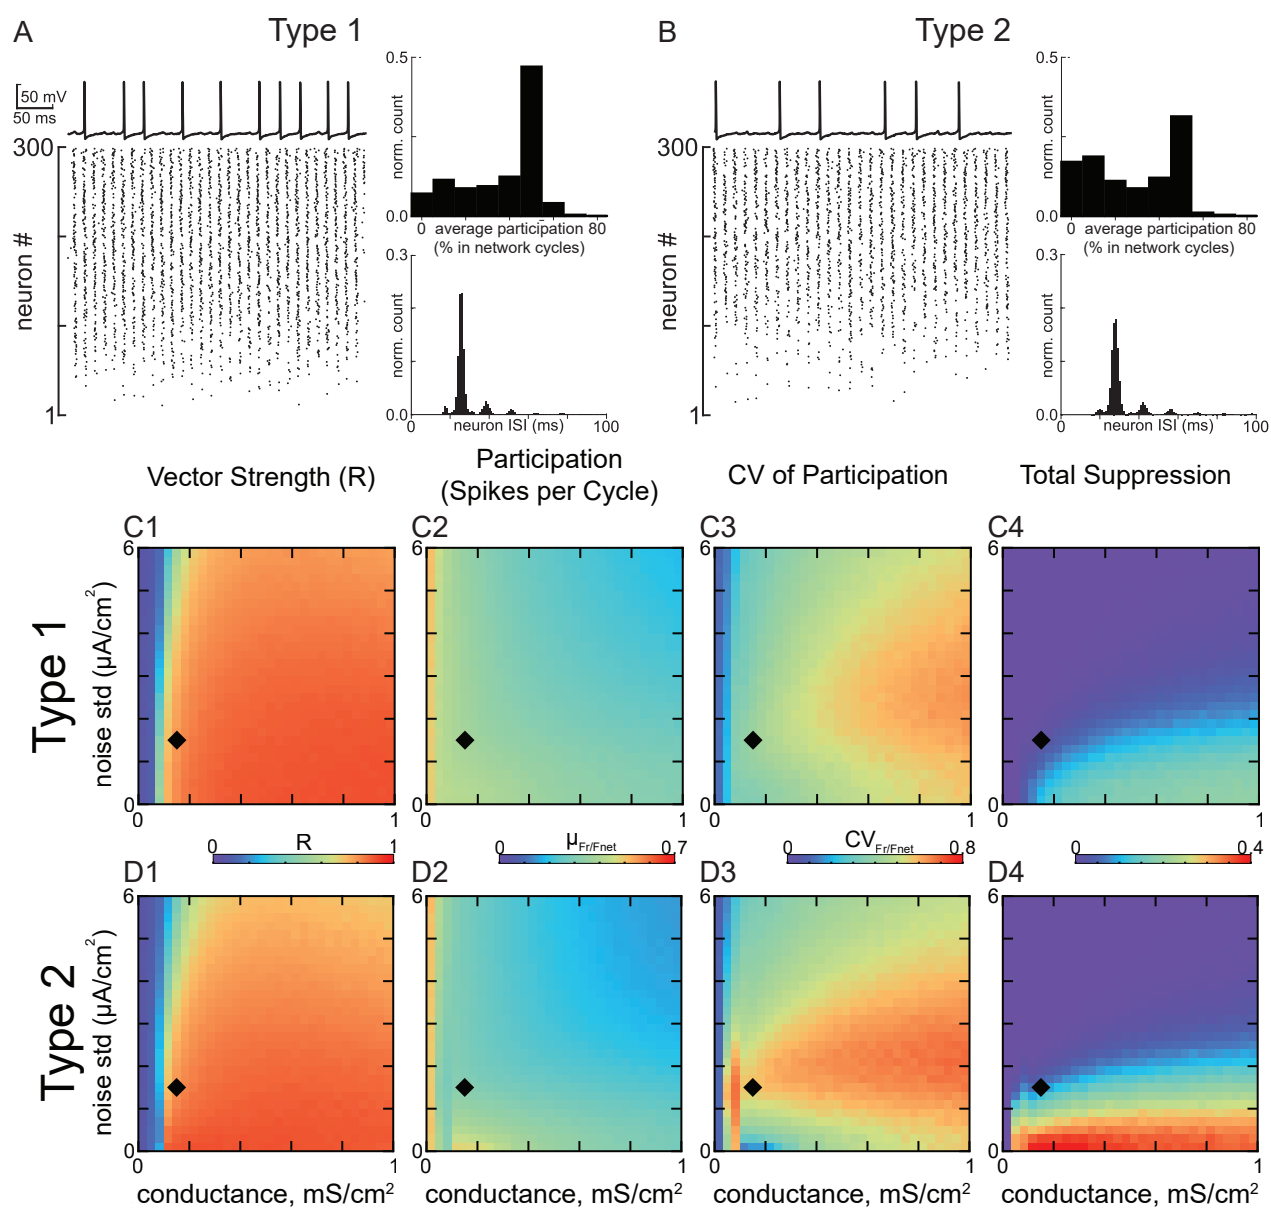 A
Type 1
B
Type 2
50 mV
50 ms
300
neuron #
1
0.5
norm. count
0.0
0 average participation 80
(% in network cycles)
0.3
norm. count
0.0
0
neuron ISI (ms)
100
300
neuron #
1
0.5
norm. count
0.0
0 average participation 80
(% in network cycles)
0.3
norm. count
0.0
0
neuron ISI (ms)
100
Vector Strength (R)
Participation
(Spikes per Cycle)
CV of Participation
Total Suppression
C1
C2
C3
C4
Type 1
noise std (µA/cm²)
6
0
0
1
6
0
0
1
6
0
0
1
6
0
0
1
0 R 1
0 µFr/Fnet 0.7
0 CVFr/Fnet 0.8
0 0.4
D1
D2
D3
D4
Type 2
noise std (µA/cm²)
6
0
0
1
6
0
0
1
6
0
0
1
6
0
0
1
conductance, mS/cm²
conductance, mS/cm²
conductance, mS/cm²
conductance, mS/cm²